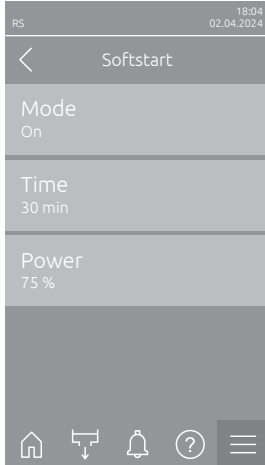 18:04
RS 02.04.2024
Softstart
Mode
On
Time
30 min
Power
75 %
?